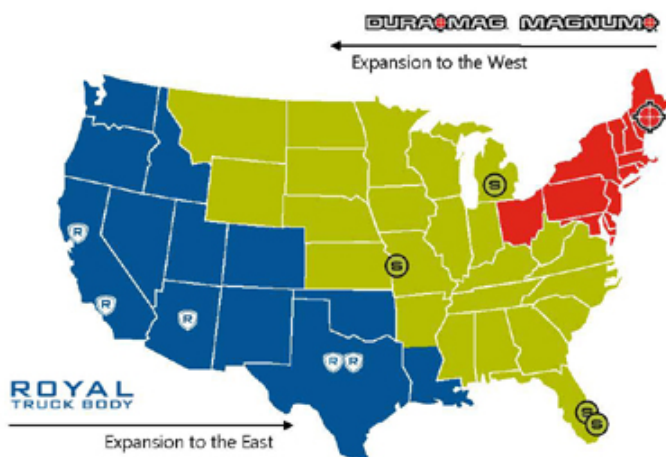 DURAMAG MAGNUM
Expansion to the West
S
R
S
R
R
R R
S
S
ROYAL
TRUCK BODY
Expansion to the East